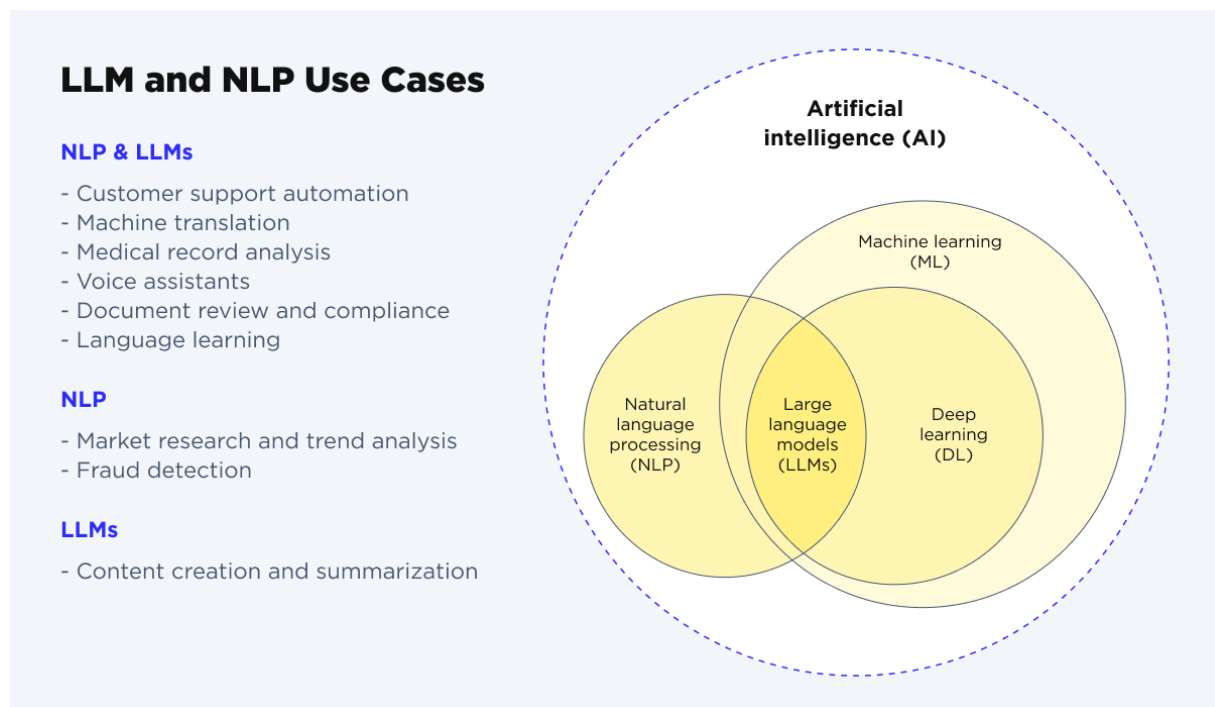 LLM and NLP Use Cases
NLP & LLMs
- Customer support automation
- Machine translation
- Medical record analysis
- Voice assistants
- Document review and compliance
- Language learning
NLP
- Market research and trend analysis
- Fraud detection
LLMs
- Content creation and summarization
Artificial
intelligence (AI)
Machine learning
(ML)
Natural
language
processing
(NLP)
Large
language
models
(LLMs)
Deep
learning
(DL)